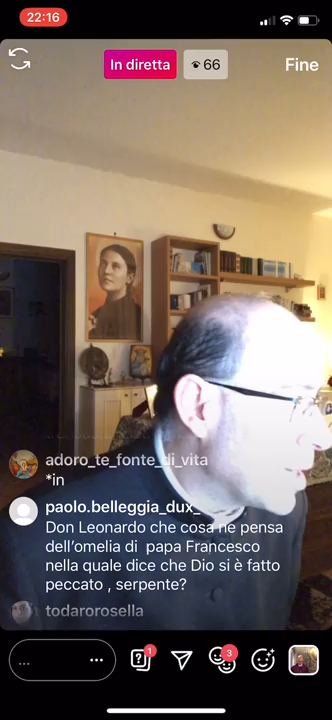 22:16
In diretta
66
Fine
adoro_te_fonte_di_vita
*in
paolo.belleggia_dux_
Don Leonardo che cosa ne pensa
dell'omelia di papa Francesco
nella quale dice che Dio si è fatto
peccato , serpente?
todarorosella
...
1
3